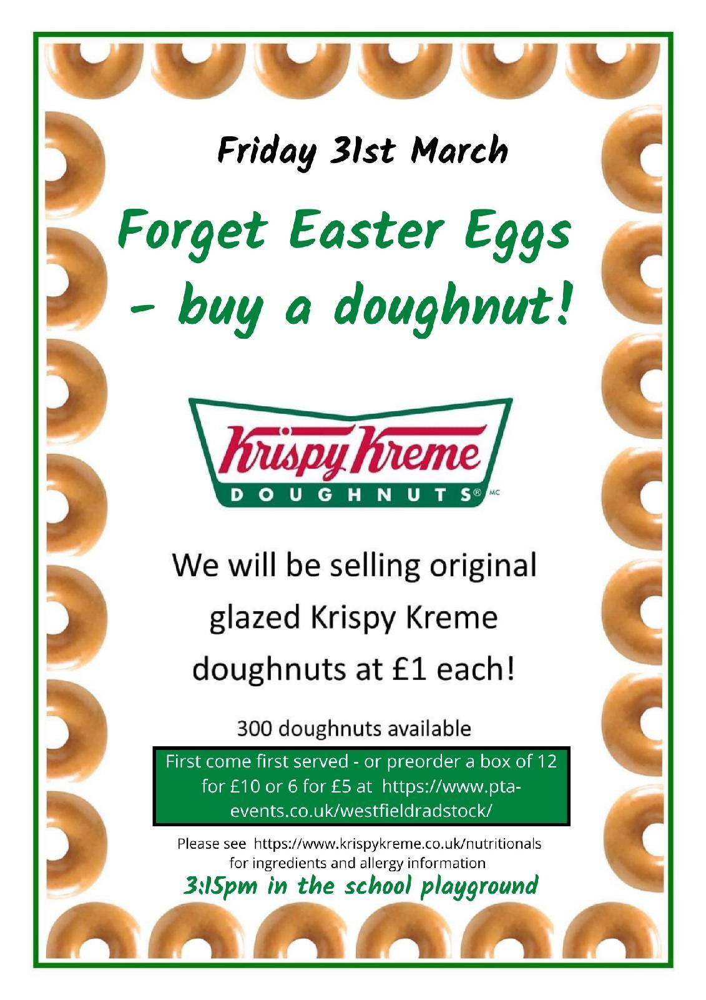 Friday 31st March
Forget Easter Eggs
- buy a doughnut!
Krispy Kreme
DOUGHNUTS® MC
We will be selling original
glazed Krispy Kreme
doughnuts at £1 each!
300 doughnuts available
First come first served - or preorder a box of 12
for £10 or 6 for £5 at https://www.pta-
events.co.uk/westfieldradstock/
Please see https://www.krispykreme.co.uk/nutritionals
for ingredients and allergy information
3:15pm in the school playground